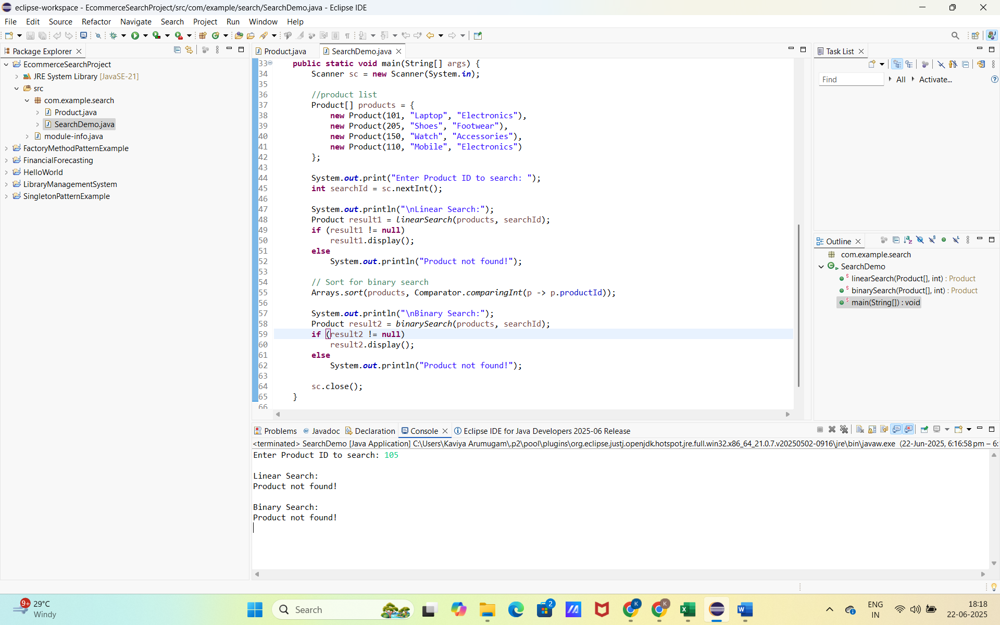 eclipse-workspace - EcommerceSearchProject/src/com/example/search/SearchDemo.java - Eclipse IDE
File Edit Source Refactor Navigate Search Project Run Window Help
Package Explorer
EcommerceSearchProject
JRE System Library [JavaSE-21]
src
com.example.search
Product.java
SearchDemo.java
module-info.java
FactoryMethodPatternExample
FinancialForecasting
HelloWorld
LibraryManagementSystem
SingletonPatternExample
Product.java SearchDemo.java
33 public static void main(String[] args) {
34 Scanner sc = new Scanner(System.in);
35
36 //product list
37 Product[] products = {
38 new Product(101, "Laptop", "Electronics"),
39 new Product(205, "Shoes", "Footwear"),
40 new Product(150, "Watch", "Accessories"),
41 new Product(110, "Mobile", "Electronics")
42 };
43
44 System.out.print("Enter Product ID to search: ");
45 int searchId = sc.nextInt();
46
47 System.out.println("\nLinear Search:");
48 Product result1 = linearSearch(products, searchId);
49 if (result1 != null)
50 result1.display();
51 else
52 System.out.println("Product not found!");
53
54 // Sort for binary search
55 Arrays.sort(products, Comparator.comparingInt(p -> p.productId));
56
57 System.out.println("\nBinary Search:");
58 Product result2 = binarySearch(products, searchId);
59 if (result2 != null)
60 result2.display();
61 else
62 System.out.println("Product not found!");
63
64 sc.close();
65 }
66
Task List
Find All Activate...
Outline
com.example.search
SearchDemo
linearSearch(Product[], int) : Product
binarySearch(Product[], int) : Product
main(String[]) : void
Problems Javadoc Declaration Console Eclipse IDE for Java Developers 2025-06 Release
<terminated> SearchDemo [Java Application] C:\Users\Kaviya Arumugam\.p2\pool\plugins\org.eclipse.justj.openjdk.hotspot.jre.full.win32.x86_64_21.0.7.v20250502-0916\jre\bin\javaw.exe (22-Jun-2025, 6:16:58 pm – 6:
Enter Product ID to search: 105
Linear Search:
Product not found!
Binary Search:
Product not found!
9+ 29°C
Windy
Search
2
K
K
ENG
IN
18:18
22-06-2025